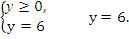 {y ≥ 0,
y = 6    y = 6.